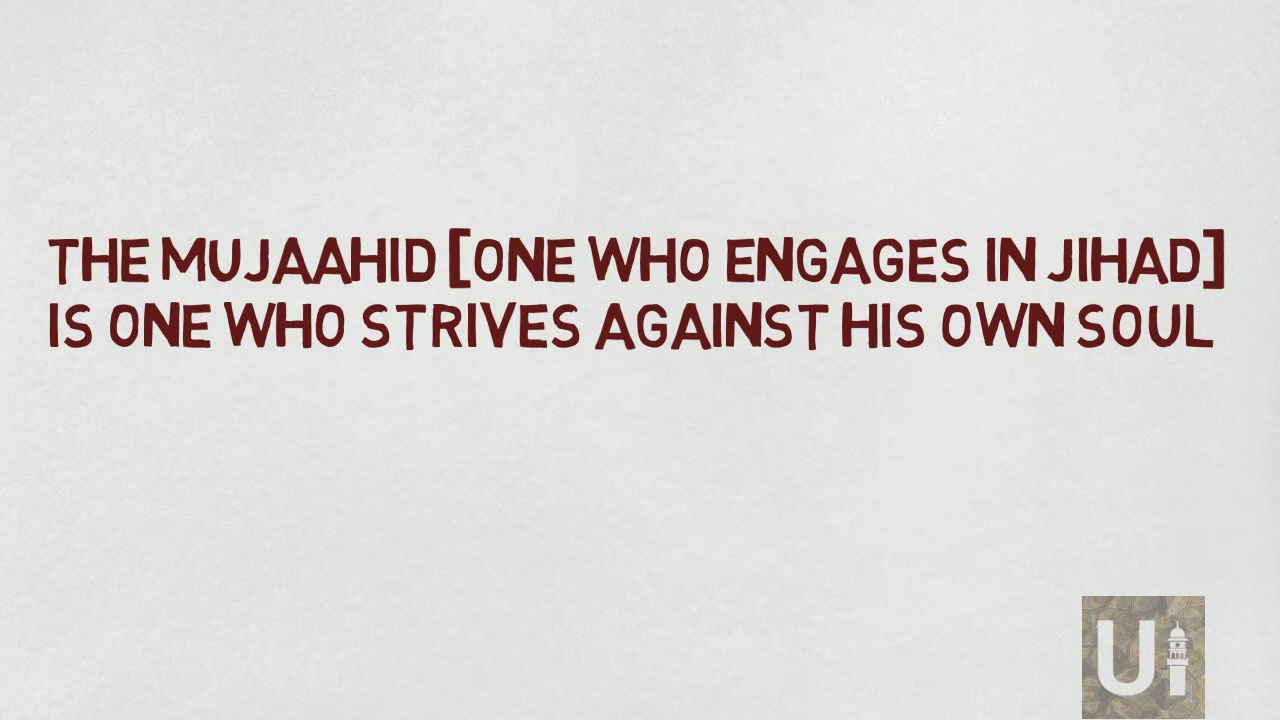 THE MUJAAHID [ONE WHO ENGAGES IN JIHAD]
IS ONE WHO STRIVES AGAINST HIS OWN SOUL
Ui